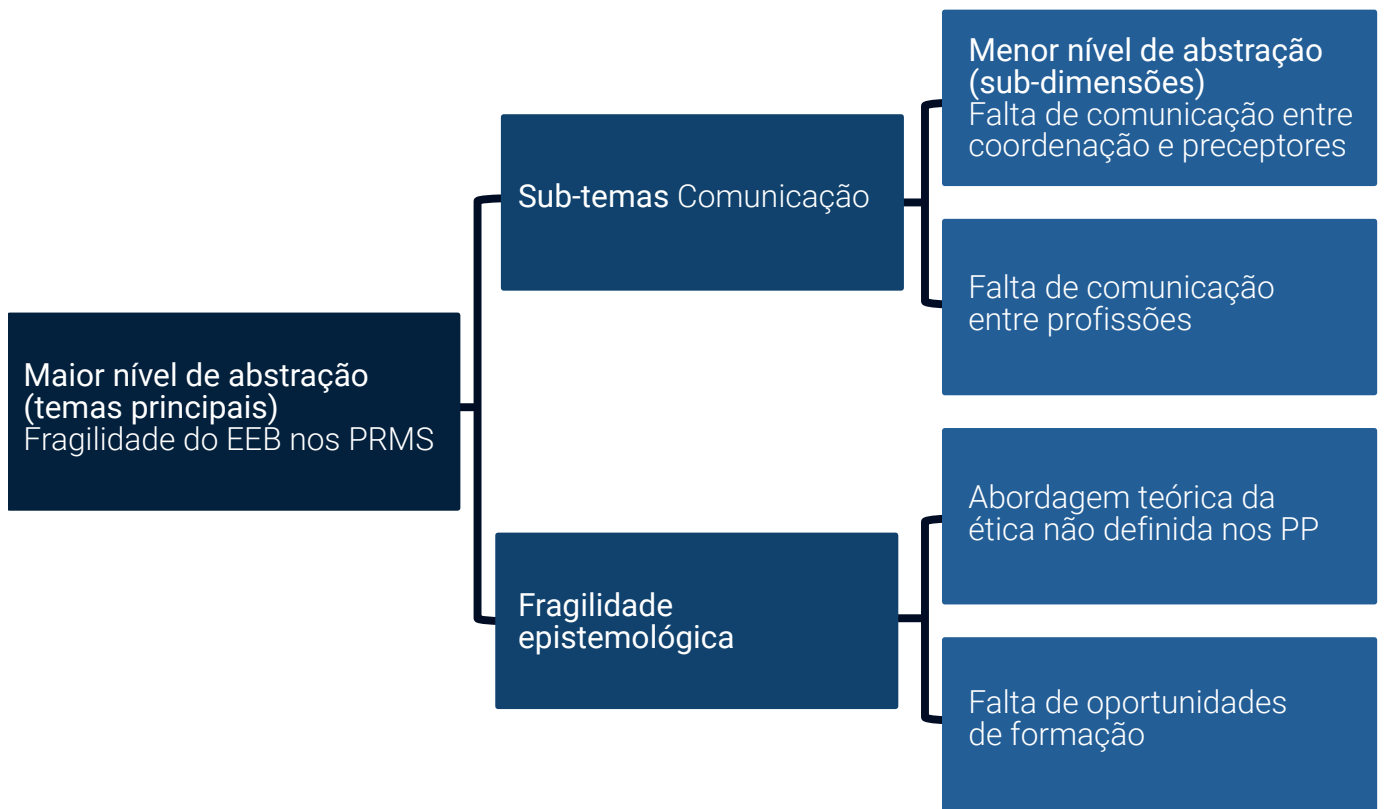 Maior nível de abstração
(temas principais)
Fragilidade do EEB nos PRMS
Sub-temas Comunicação
Menor nível de abstração
(sub-dimensões)
Falta de comunicação entre
coordenação e preceptores
Falta de comunicação
entre profissões
Fragilidade
epistemológica
Abordagem teórica da
ética não definida nos PP
Falta de oportunidades
de formação